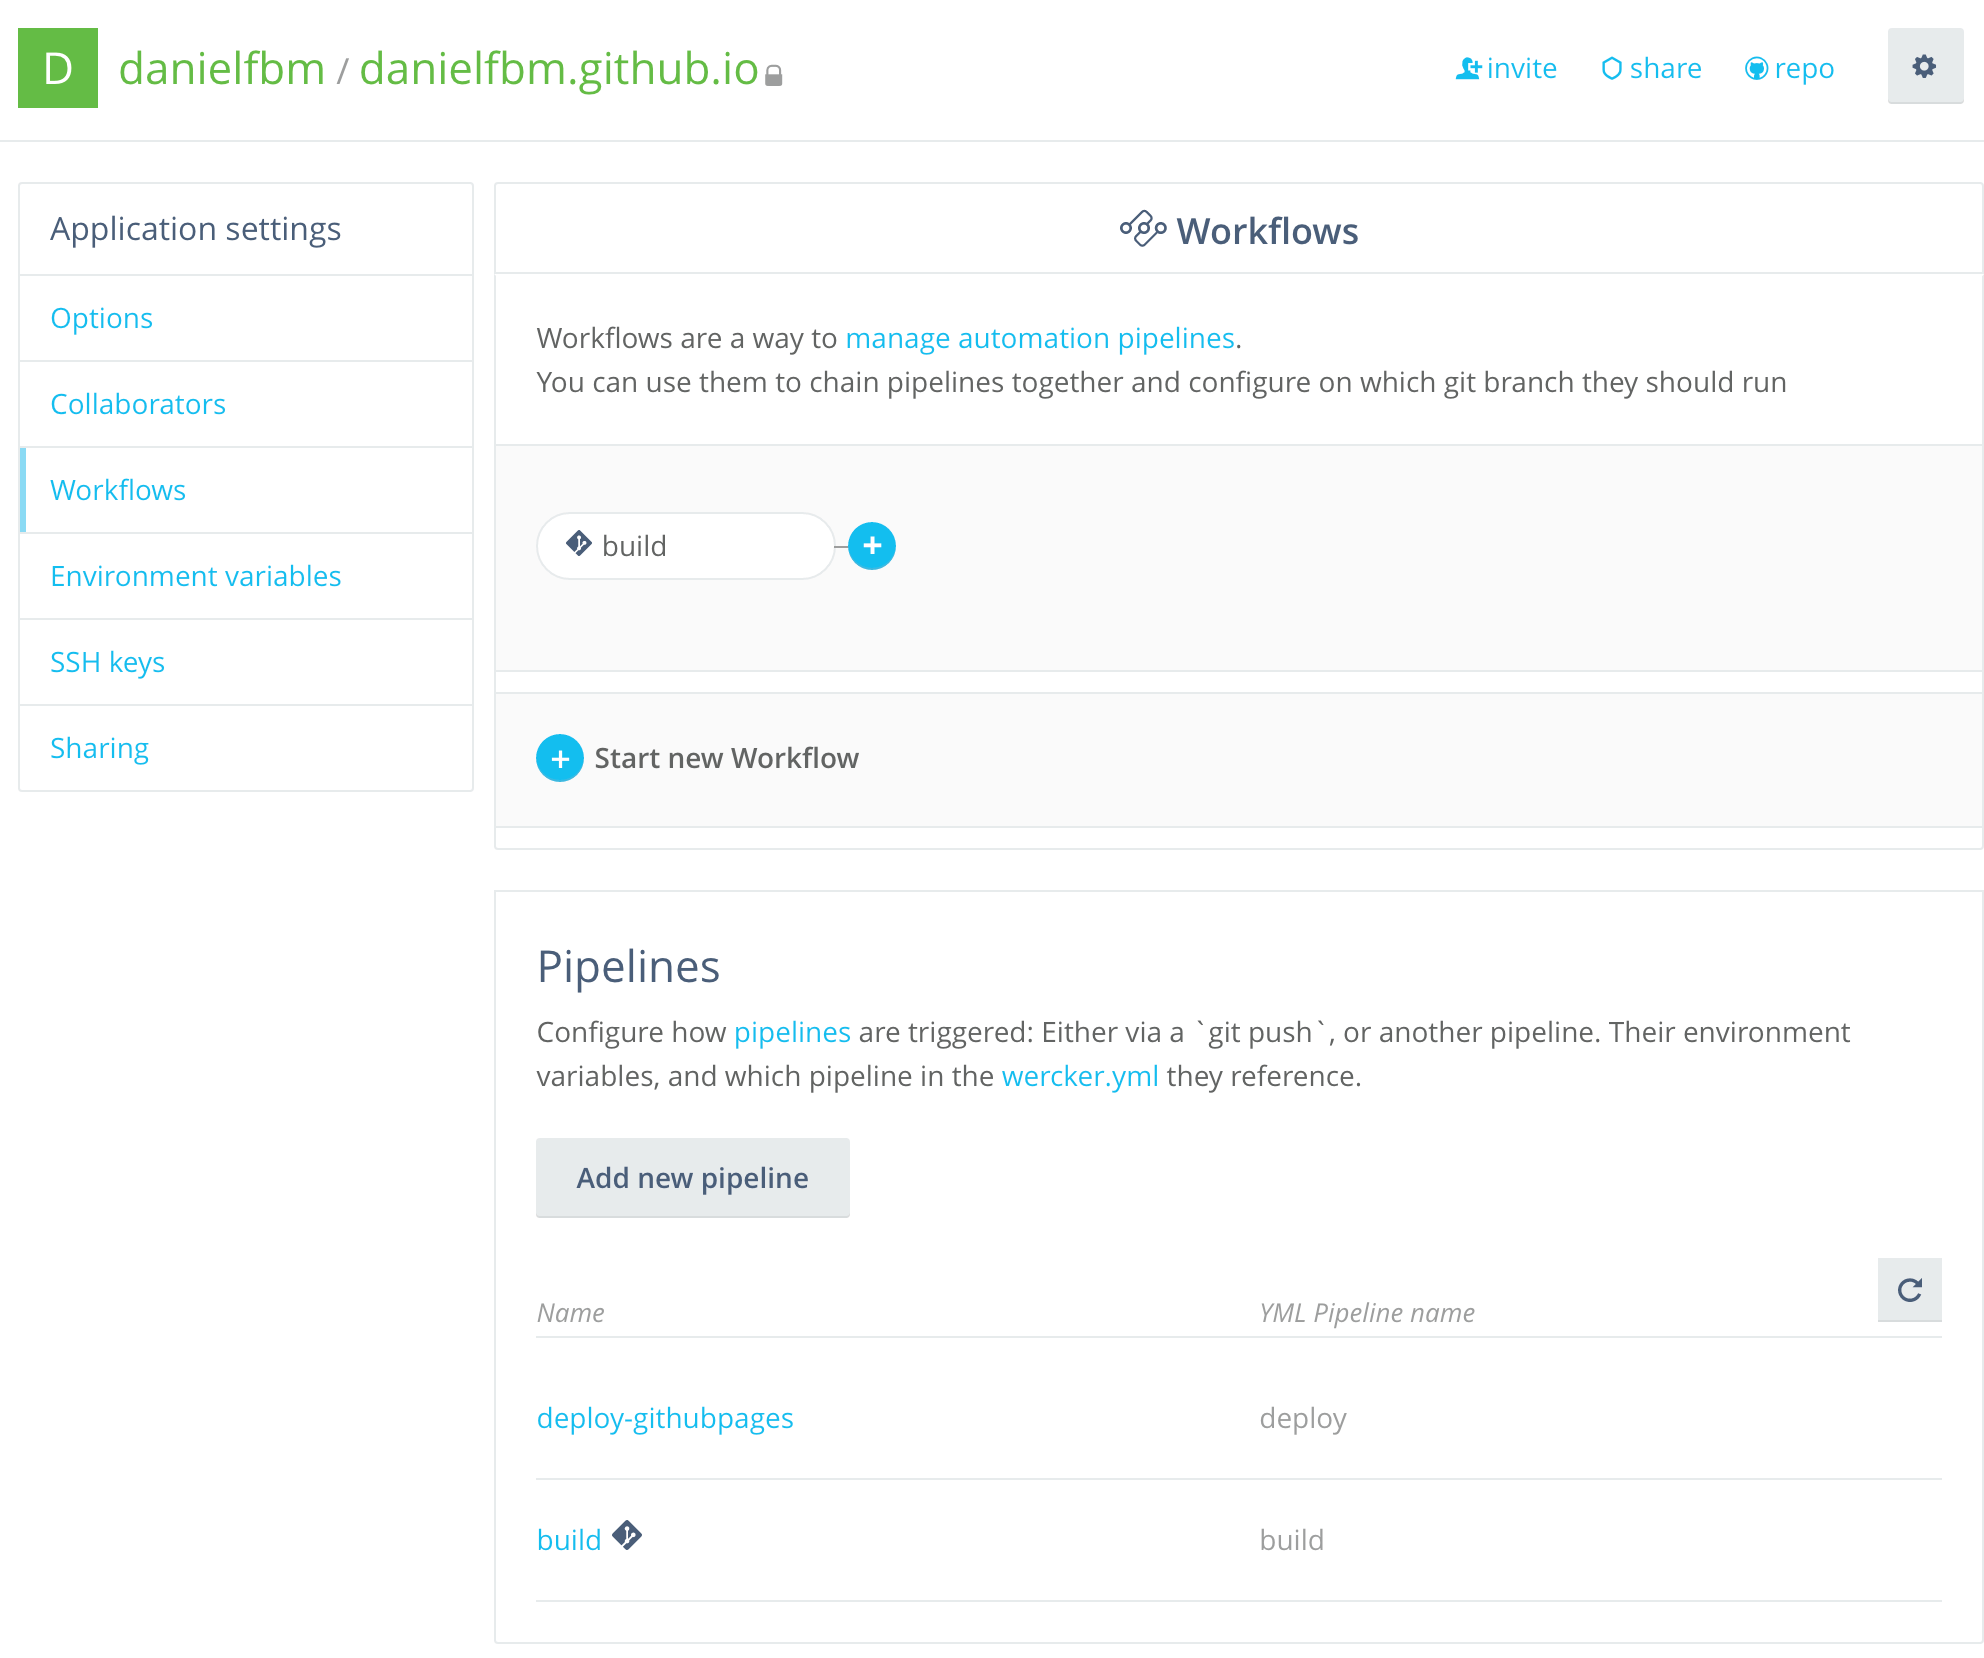 D danielfbm / danielfbm.github.io
invite share repo
Application settings
Options
Collaborators
Workflows
Environment variables
SSH keys
Sharing
Workflows
Workflows are a way to manage automation pipelines.
You can use them to chain pipelines together and configure on which git branch they should run
build
Start new Workflow
Pipelines
Configure how pipelines are triggered: Either via a `git push`, or another pipeline. Their environment
variables, and which pipeline in the wercker.yml they reference.
Add new pipeline
Name YML Pipeline name
deploy-githubpages deploy
build build